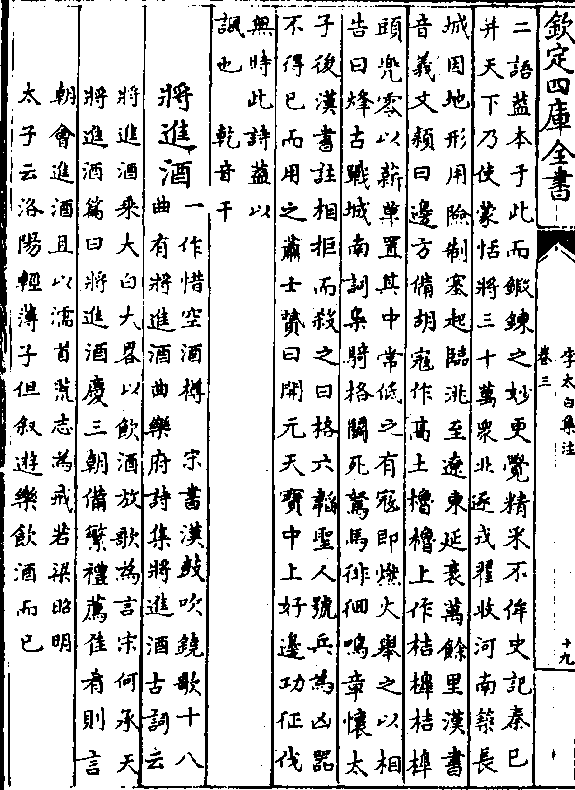 欽定四庫全書
李太白集注
卷三
十九
二語葢本于此而鍛鍊之妙更覺精采不侔史記秦已
并天下乃使蒙恬將三十萬衆北逐戎翟收河南築長
城因地形用險制塞起臨洮至遼東延袤萬餘里漢書
音義文頴曰邊方備胡寇作高土櫓櫓上作桔槹桔槹
頭兜零以薪草置其中常低之有寇即燃火舉之以相
告曰烽古戰城南詞梟騎格鬭死駑馬徘徊鳴章懷太
子後漢書註相拒而殺之曰格六韜聖人號兵為凶器
不得已而用之蕭士贇曰開元天寶中上好邊功征伐
無時此詩葢以
諷也 乾音干
將進酒
一作惜空酒樽 宋書漢鼓吹鐃歌十八
曲有將進酒曲樂府詩集將進酒古詞云
將進酒乘大白大畧以飲酒放歌為言宋何承天
將進酒篇曰將進酒慶三朝備繁禮薦佳肴則言
朝會進酒且以濡首荒志為戒若梁昭明
太子云洛陽輕薄子但叙遊樂飲酒而已